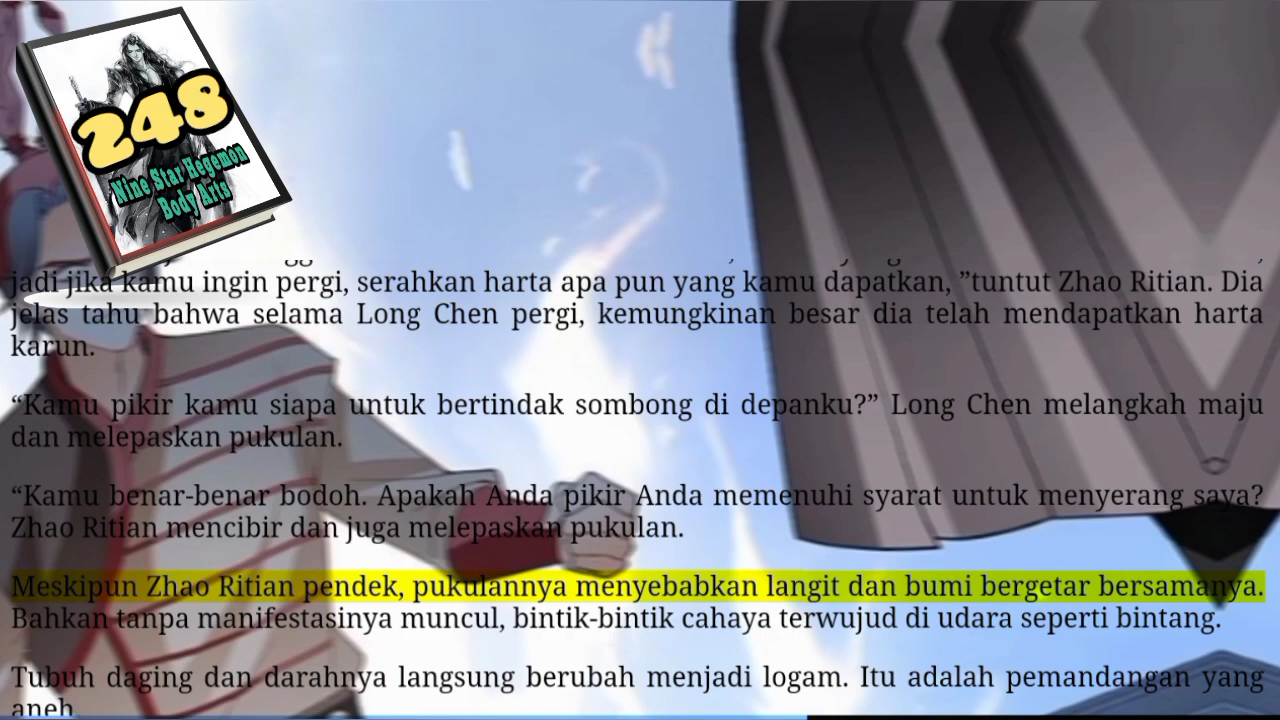 248
Nine Star Hegemon
Body Arts
jadi jika kamu ingin pergi, serahkan harta apa pun yang kamu dapatkan, ”tuntut Zhao Ritian. Dia
jelas tahu bahwa selama Long Chen pergi, kemungkinan besar dia telah mendapatkan harta
karun.
“Kamu pikir kamu siapa untuk bertindak sombong di depanku?” Long Chen melangkah maju
dan melepaskan pukulan.
“Kamu benar-benar bodoh. Apakah Anda pikir Anda memenuhi syarat untuk menyerang saya?
Zhao Ritian mencibir dan juga melepaskan pukulan.
Meskipun Zhao Ritian pendek, pukulannya menyebabkan langit dan bumi bergetar bersamanya.
Bahkan tanpa manifestasinya muncul, bintik-bintik cahaya terwujud di udara seperti bintang.
Tubuh daging dan darahnya langsung berubah menjadi logam. Itu adalah pemandangan yang
aneh